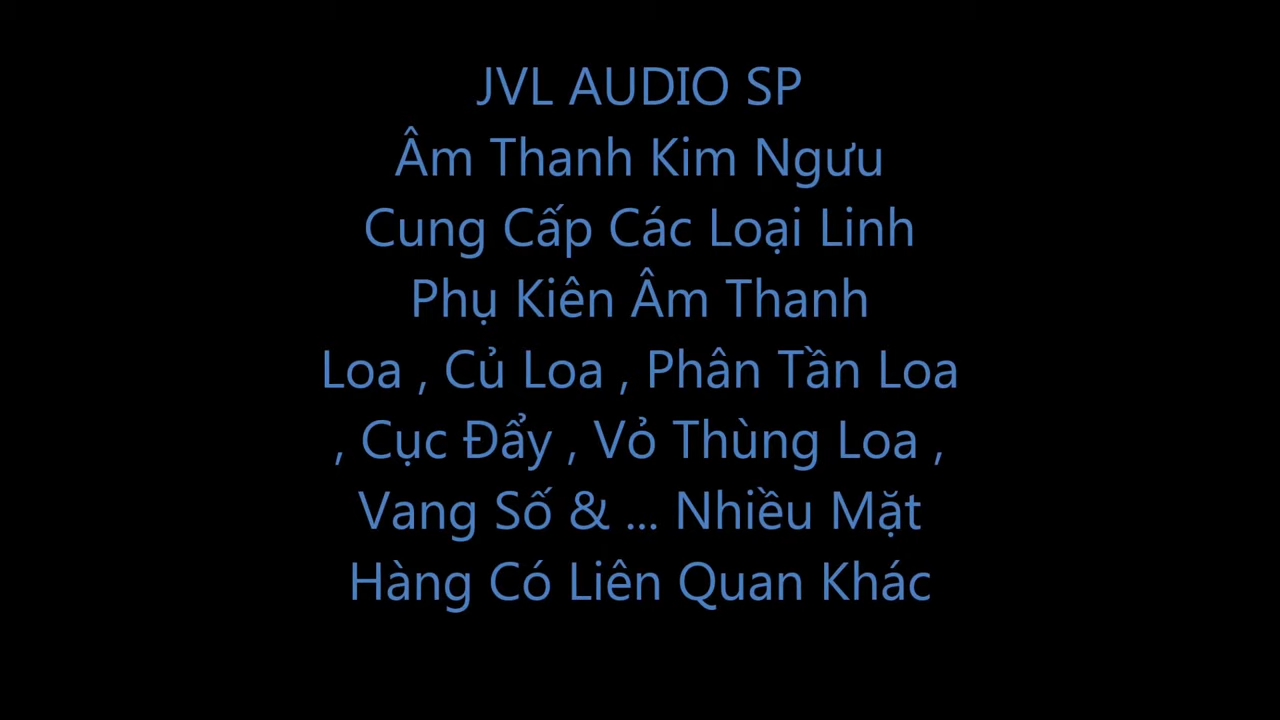 JVL AUDIO SP
Âm Thanh Kim Ngưu
Cung Cấp Các Loại Linh
Phụ Kiên Âm Thanh
Loa , Củ Loa , Phân Tần Loa
, Cục Đẩy , Vỏ Thùng Loa ,
Vang Số & ... Nhiều Mặt
Hàng Có Liên Quan Khác